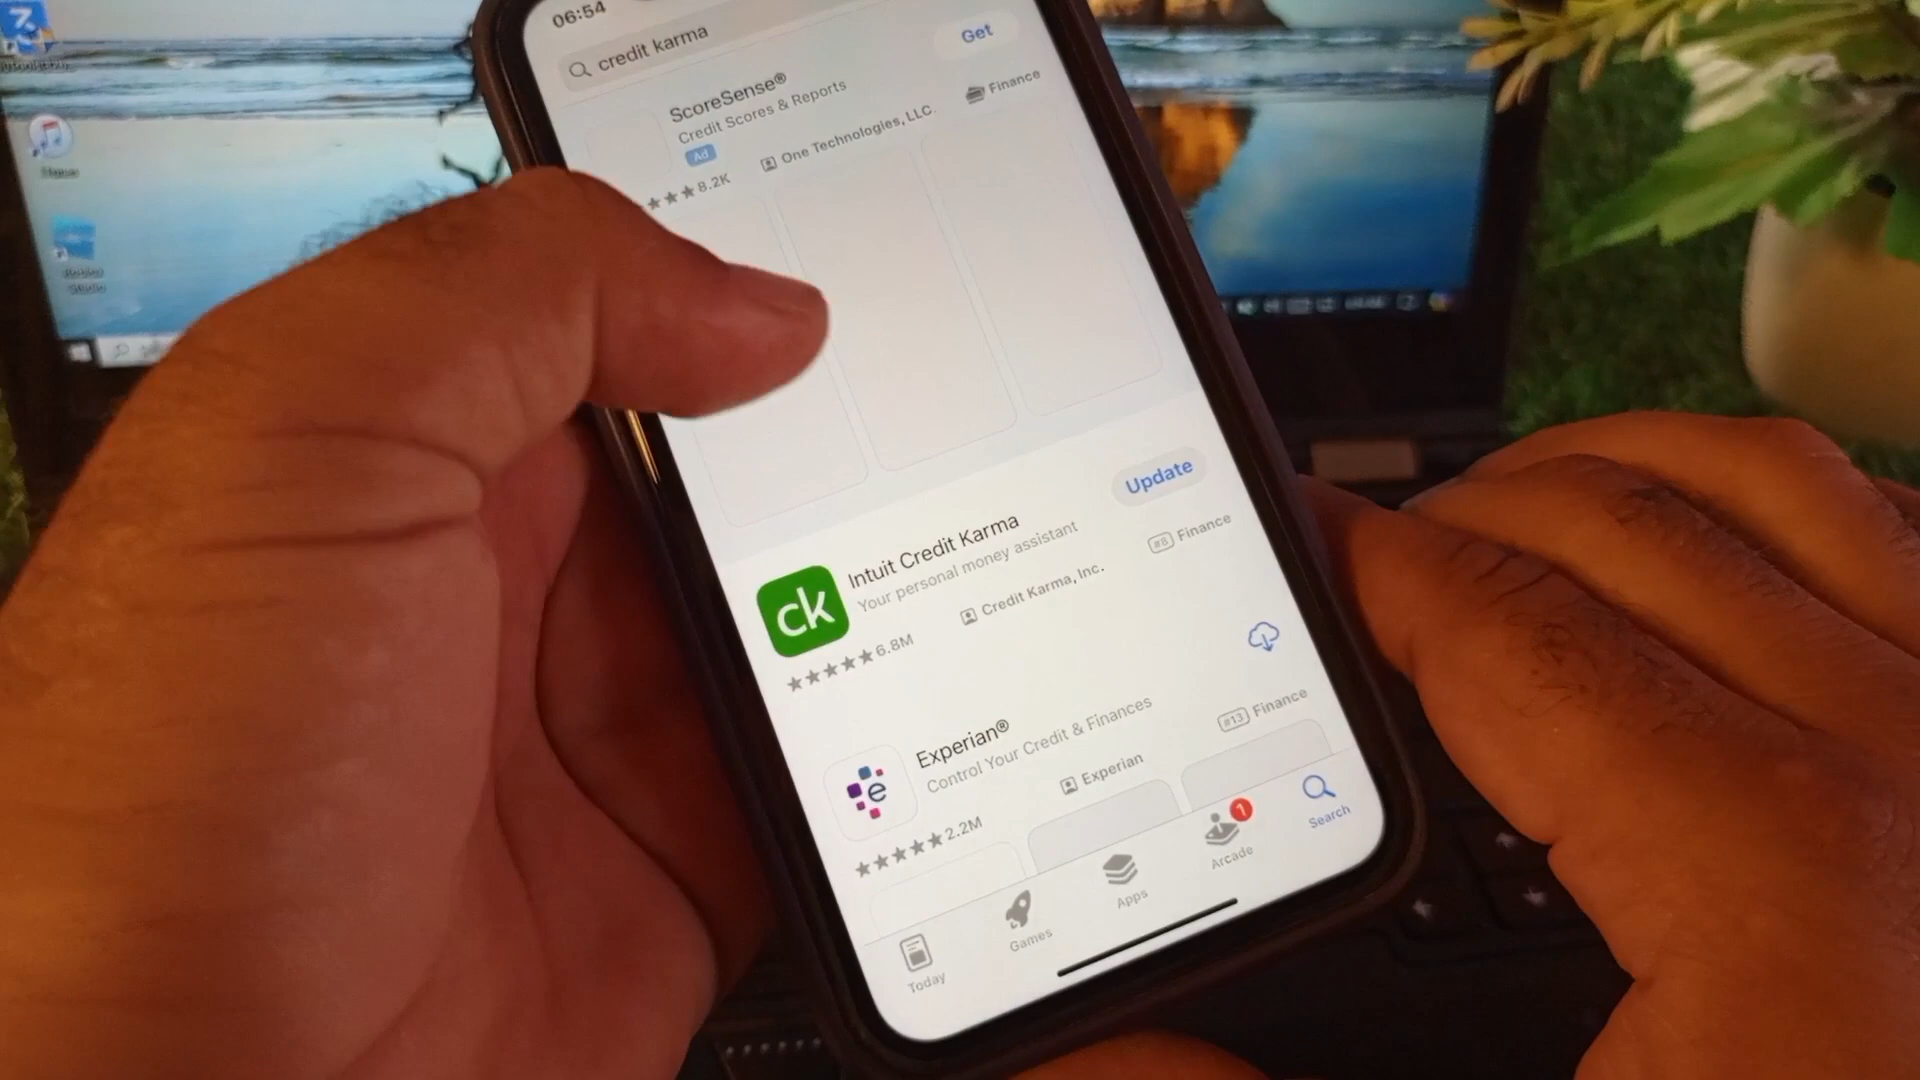 06:54
credit karma
ScoreSense®
Get
Credit Scores & Reports
Ad
One Technologies, LLC.
Finance
8.2K
Intuit Credit Karma
Update
Your personal money assistant
ck
Credit Karma, Inc.
#8 Finance
6.8M
Experian®
Control Your Credit & Finances
e
Experian
#13 Finance
2.2M
Today
Games
Apps
Arcade
1
Search